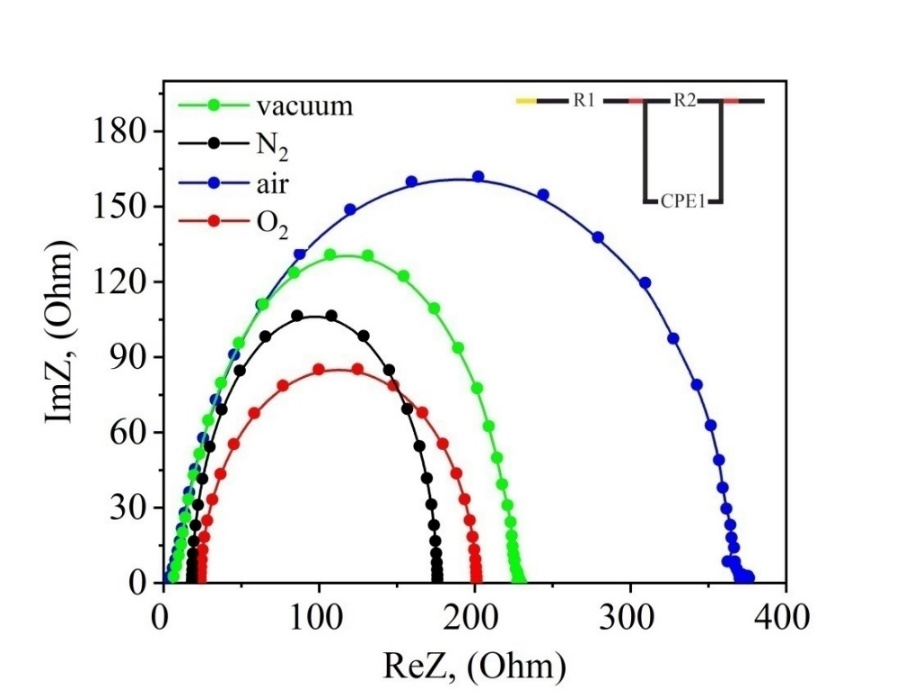 vacuum
N₂
air
O₂
R1
R2
CPE1
180
150
120
90
60
30
0
0
100
200
300
400
ImZ, (Ohm)
ReZ, (Ohm)